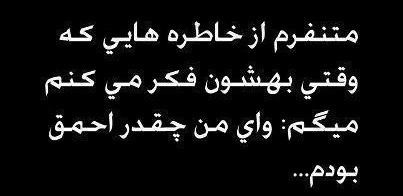 متنفرم از خاطره هايي كه
وقتي بهشون فكر مي كنم
ميگم: واي من چقدر احمق
بودم...